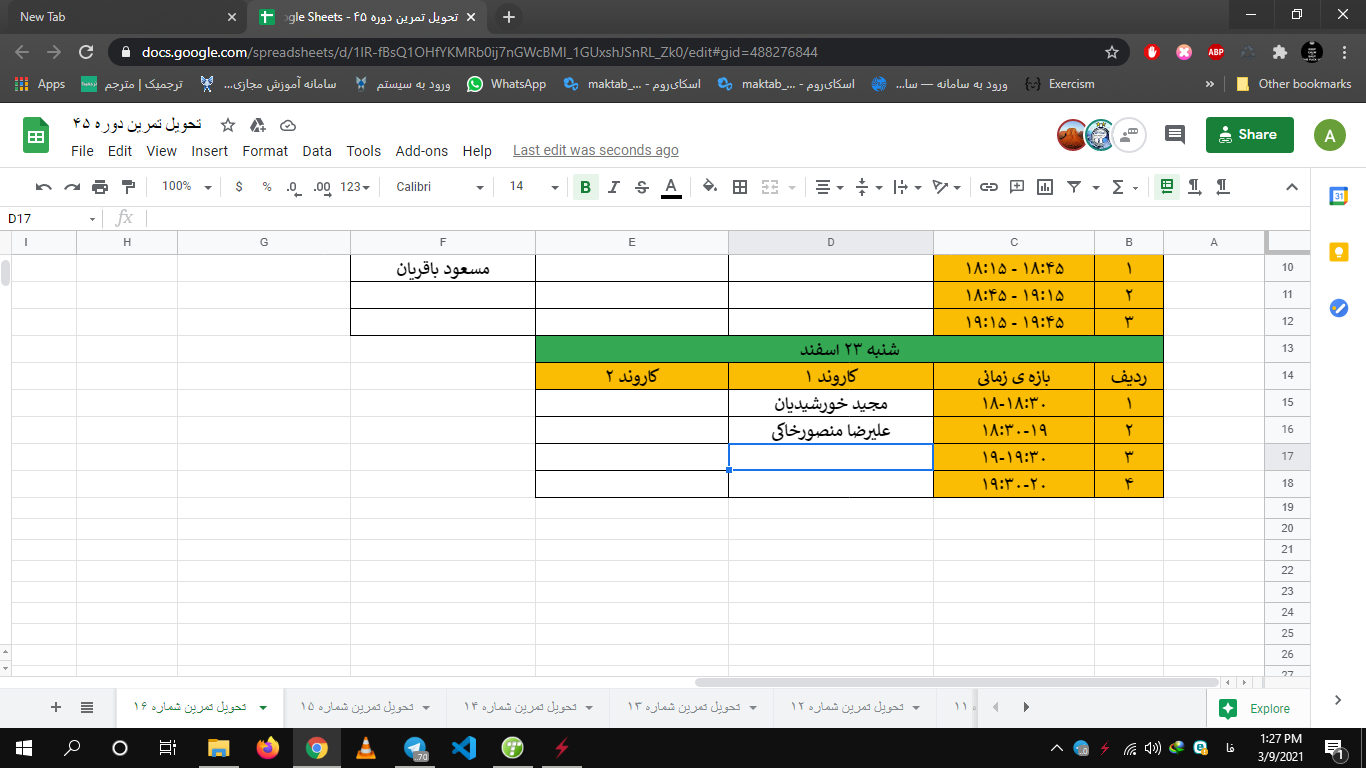 New Tab
تحویل تمرین دوره ۴۵ - Google Sheets
docs.google.com/spreadsheets/d/1IR-fBsQ1OHfYKMRb0ij7nGWcBMI_1GUxshJSnRL_Zk0/edit#gid=488276844
ABP
Apps
ترجمیک | مترجم
سامانه آموزش مجازی...
ورود به سیستم
WhatsApp
اسکای‌روم - maktab_...
اسکای‌روم - maktab_...
ورود به سامانه — سا...
Exercism
» Other bookmarks
تحویل تمرین دوره ۴۵
File Edit View Insert Format Data Tools Add-ons Help Last edit was seconds ago
Share
A
100% $ % .0 .00 123 Calibri 14 B I S A
31
D17 fx
I H G F E D C B A
مسعود باقریان ۱۸:۱۵ - ۱۸:۴۵ ۱ 10
۱۸:۴۵ - ۱۹:۱۵ ۲ 11
۱۹:۱۵ - ۱۹:۴۵ ۳ 12
شنبه ۲۳ اسفند 13
ردیف بازه ی زمانی کاروند ۱ کاروند ۲ 14
۱ ۱۸-۱۸:۳۰ مجید خورشیدیان 15
۲ ۱۸:۳۰-۱۹ علیرضا منصورخاکی 16
۳ ۱۹-۱۹:۳۰ 17
۴ ۱۹:۳۰-۲۰ 18
19
20
21
22
23
24
25
26
27
تحویل تمرین شماره ۱۶
تحویل تمرین شماره ۱۵
تحویل تمرین شماره ۱۴
تحویل تمرین شماره ۱۳
تحویل تمرین شماره ۱۲
۱۱
Explore
70
فا
1:27 PM
3/9/2021
1